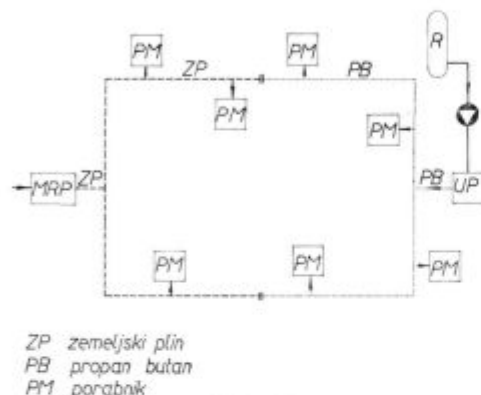 PM
PM
R
ZP
PB
PM
PM
MRP
ZP
PB
UP
PM
PM
PM
ZP zemeljski plin
PB propan butan
PM porabnik